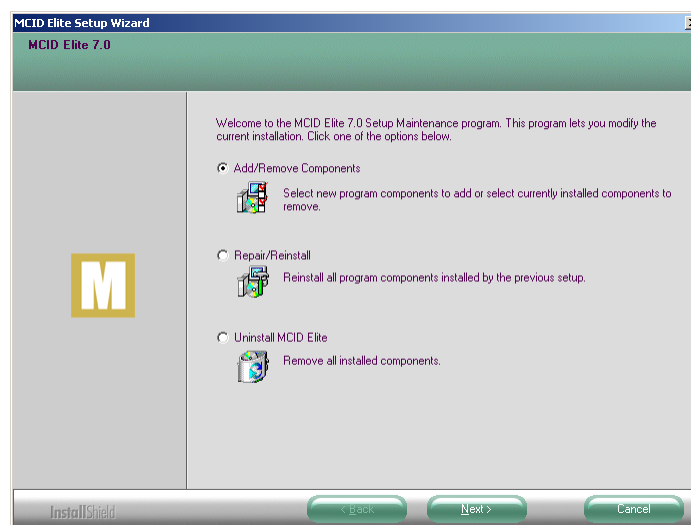 MCID Elite Setup Wizard
MCID Elite 7.0
Welcome to the MCID Elite 7.0 Setup Maintenance program. This program lets you modify the
current installation. Click one of the options below.
Add/Remove Components
Select new program components to add or select currently installed components to
remove.
Repair/Reinstall
Reinstall all program components installed by the previous setup.
M
Uninstall MCID Elite
Remove all installed components.
InstallShield
< Back
Next >
Cancel